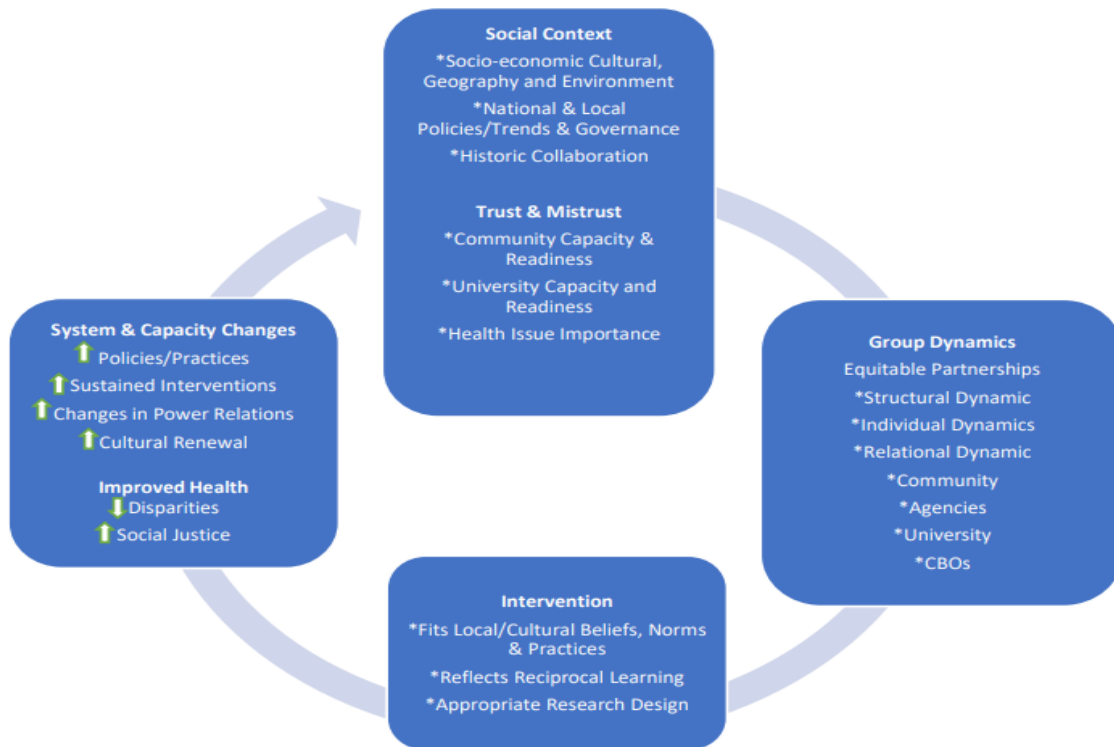 Social Context
*Socio-economic Cultural,
Geography and Environment
*National & Local
Policies/Trends & Governance
*Historic Collaboration
Trust & Mistrust
*Community Capacity &
Readiness
*University Capacity and
Readiness
*Health Issue Importance
Group Dynamics
Equitable Partnerships
*Structural Dynamic
*Individual Dynamics
*Relational Dynamic
*Community
*Agencies
*University
*CBOs
Intervention
*Fits Local/Cultural Beliefs, Norms
& Practices
*Reflects Reciprocal Learning
*Appropriate Research Design
System & Capacity Changes
Policies/Practices
Sustained Interventions
Changes in Power Relations
Cultural Renewal
Improved Health
Disparities
Social Justice